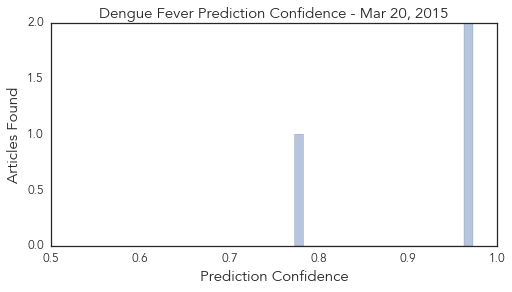 Dengue Fever Prediction Confidence - Mar 20, 2015
2.0
1.5
1.0
0.5
0.0
Articles Found
0.5 0.6 0.7 0.8 0.9 1.0
Prediction Confidence